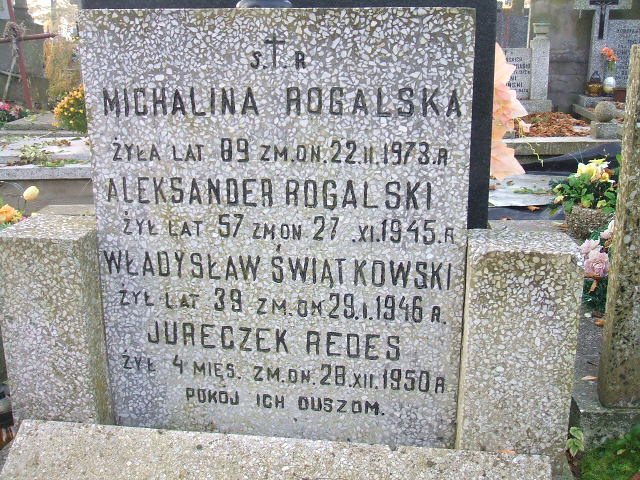 S † P
MICHALINA ROGALSKA
ŻYŁA LAT 89 ZM.DN. 22.II.1973.R
ALEKSANDER ROGALSKI
ŻYŁ LAT 57 ZM DN 27.XI.1945.R
WŁADYSŁAW ŚWIĄTKOWSKI
ŻYŁ LAT 39 ZM.DN 29.I.1946 R.
JURECZEK REDES
ŻYŁ 4 MIEŚ. ZM.DN. 28.XII.1950 R
POKÓJ ICH DUSZOM.